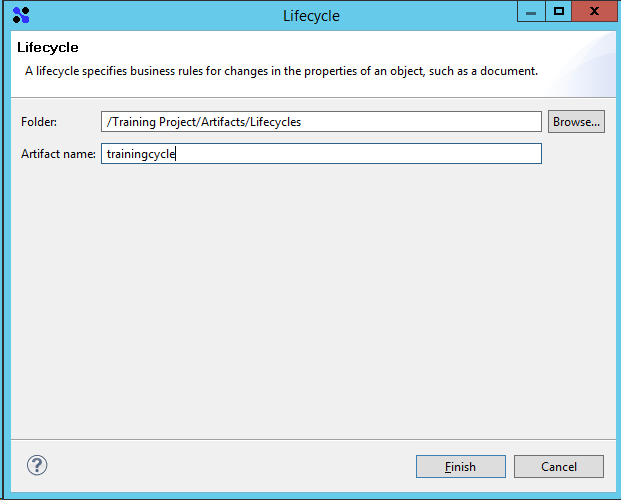 Lifecycle
Lifecycle
A lifecycle specifies business rules for changes in the properties of an object, such as a document.
Folder: /Training Project/Artifacts/Lifecycles Browse...
Artifact name: trainingcycle
? Finish Cancel